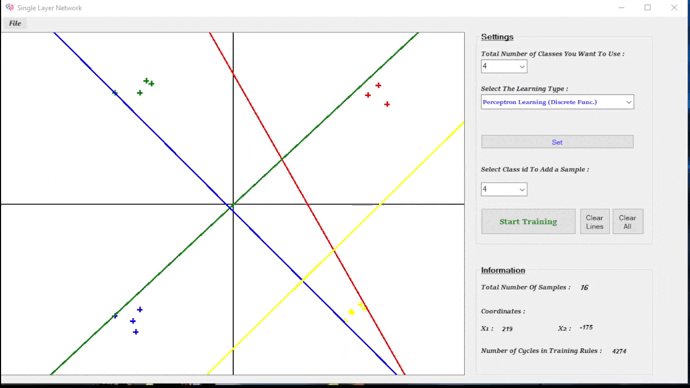 Single Layer Network
File
Settings
Total Number of Classes You Want To Use :
4
Select The Learning Type :
Perceptron Learning (Discrete Func.)
Set
Select Class id To Add a Sample :
4
Start Training
Clear Lines
Clear All
Information
Total Number Of Samples : 16
Coordinates :
X1 : 219 X2 : -175
Number of Cycles in Training Rules : 4274